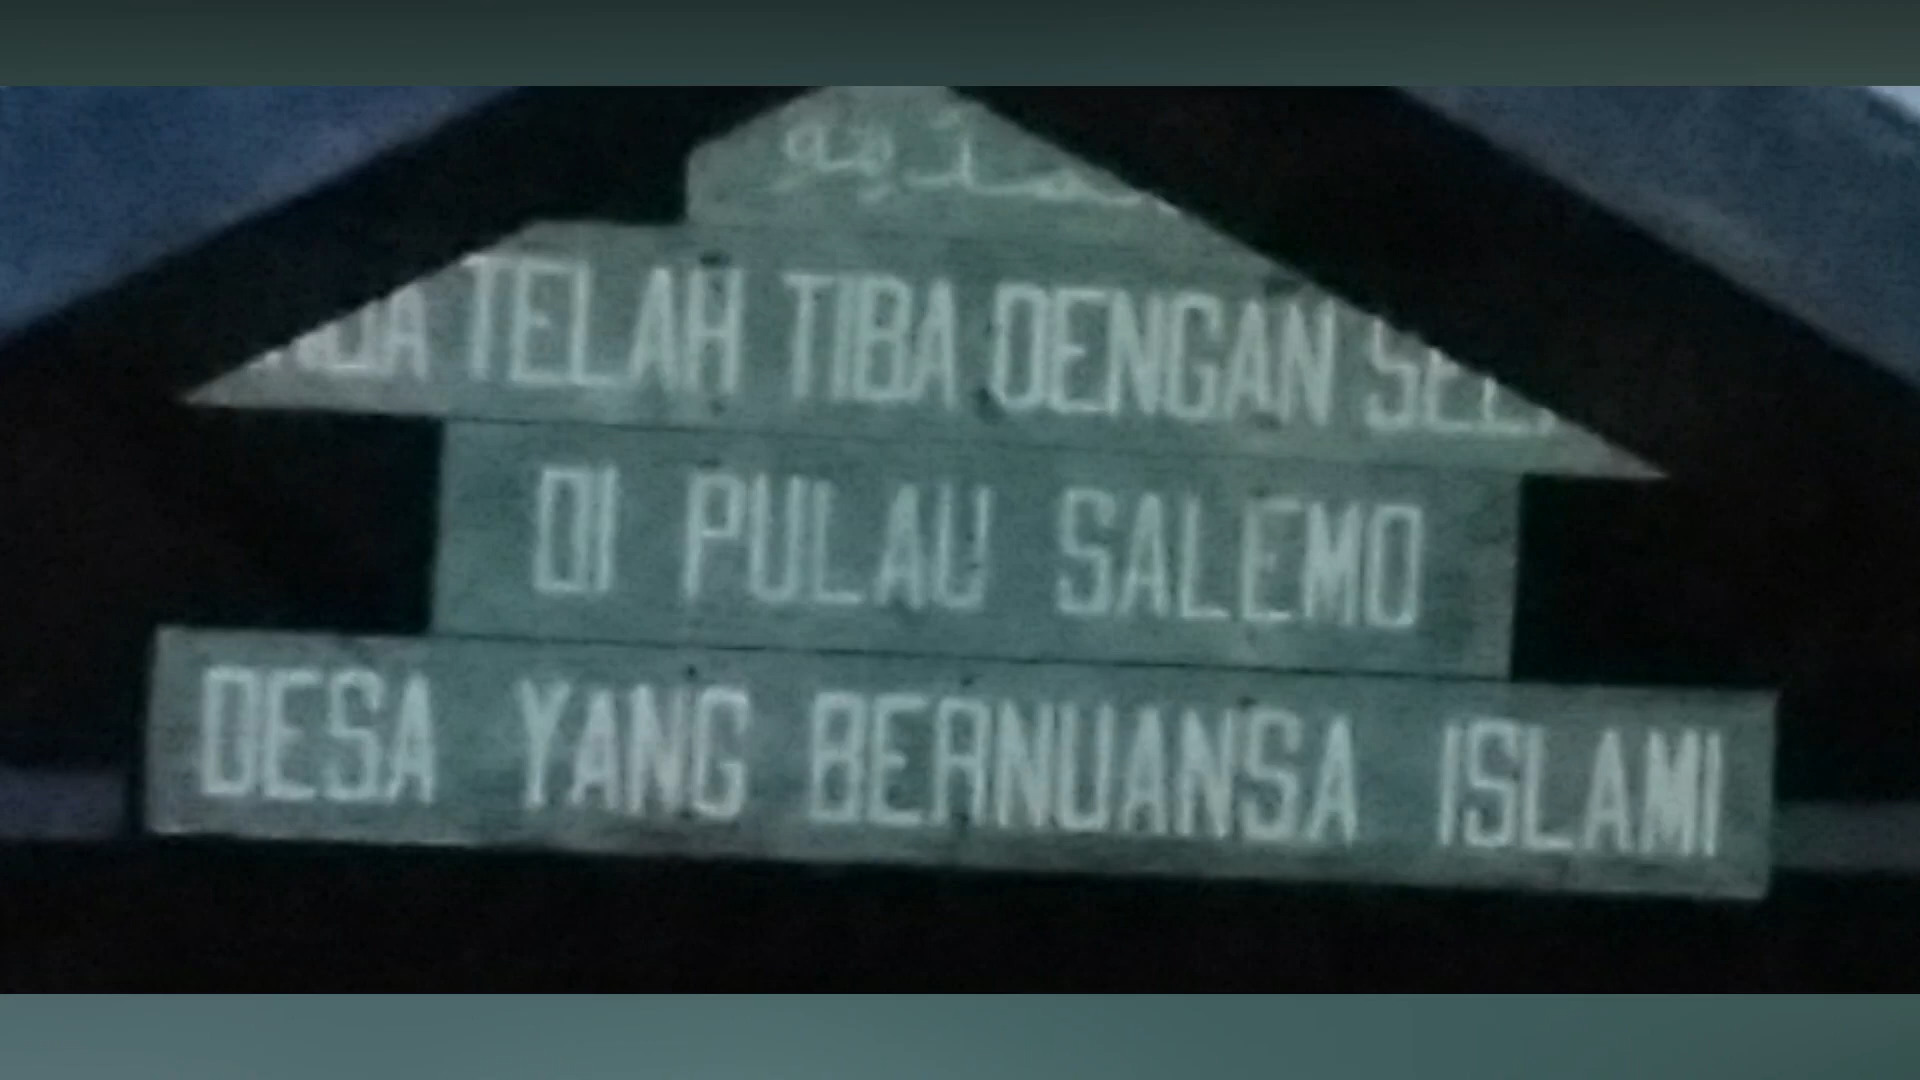 TELAH TIBA DENGAN
DI PULAU SALEMO
DESA YANG BERNUANSA ISLAMI